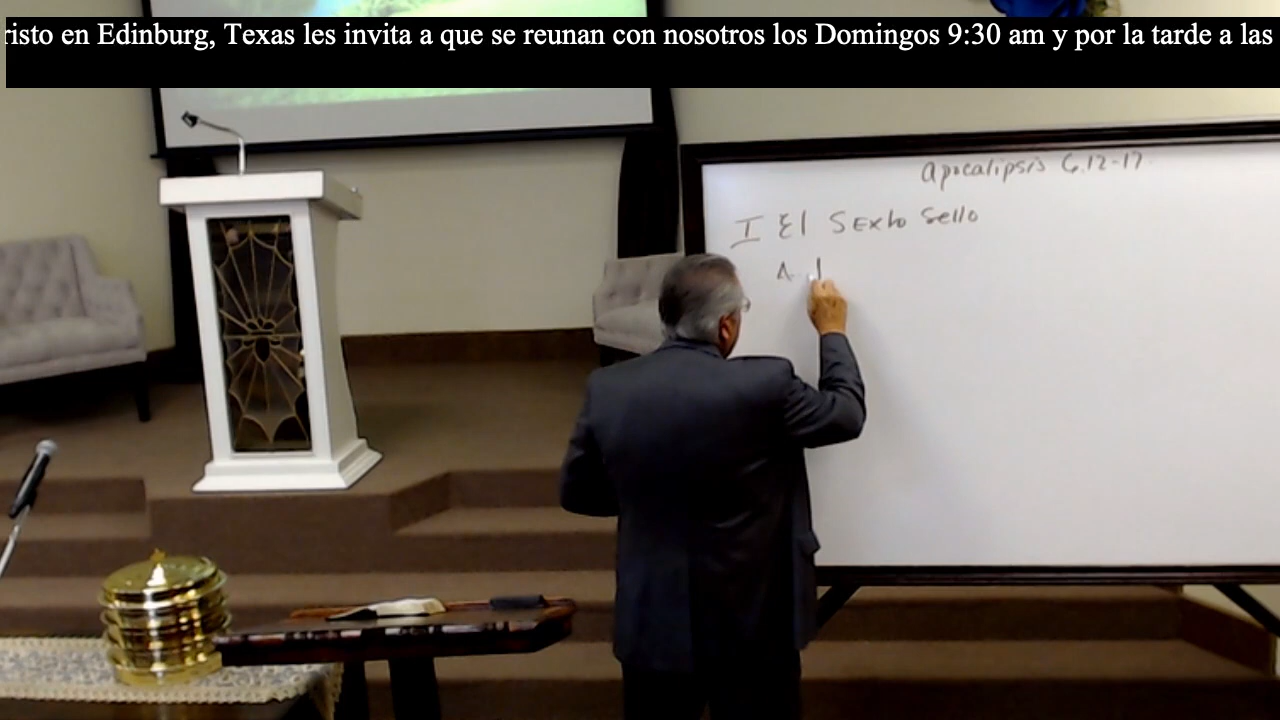 risto en Edinburg, Texas les invita a que se reunan con nosotros los Domingos 9:30 am y por la tarde a las
Apocalipsis 6.12-17
I El Sexto Sello
A.